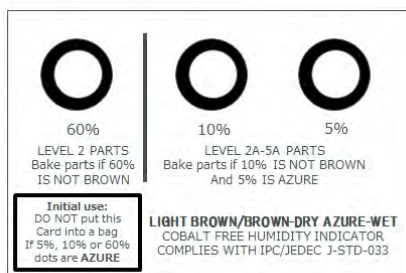 60%
LEVEL 2 PARTS
Bake parts if 60%
IS NOT BROWN
10%
5%
LEVEL 2A-5A PARTS
Bake parts if 10% IS NOT BROWN
And 5% IS AZURE
Initial use:
DO NOT put this
Card into a bag
If 5%, 10% or 60%
dots are AZURE
LIGHT BROWN/BROWN-DRY AZURE-WET
COBALT FREE HUMIDITY INDICATOR
COMPLIES WITH IPC/JEDEC J-STD-033